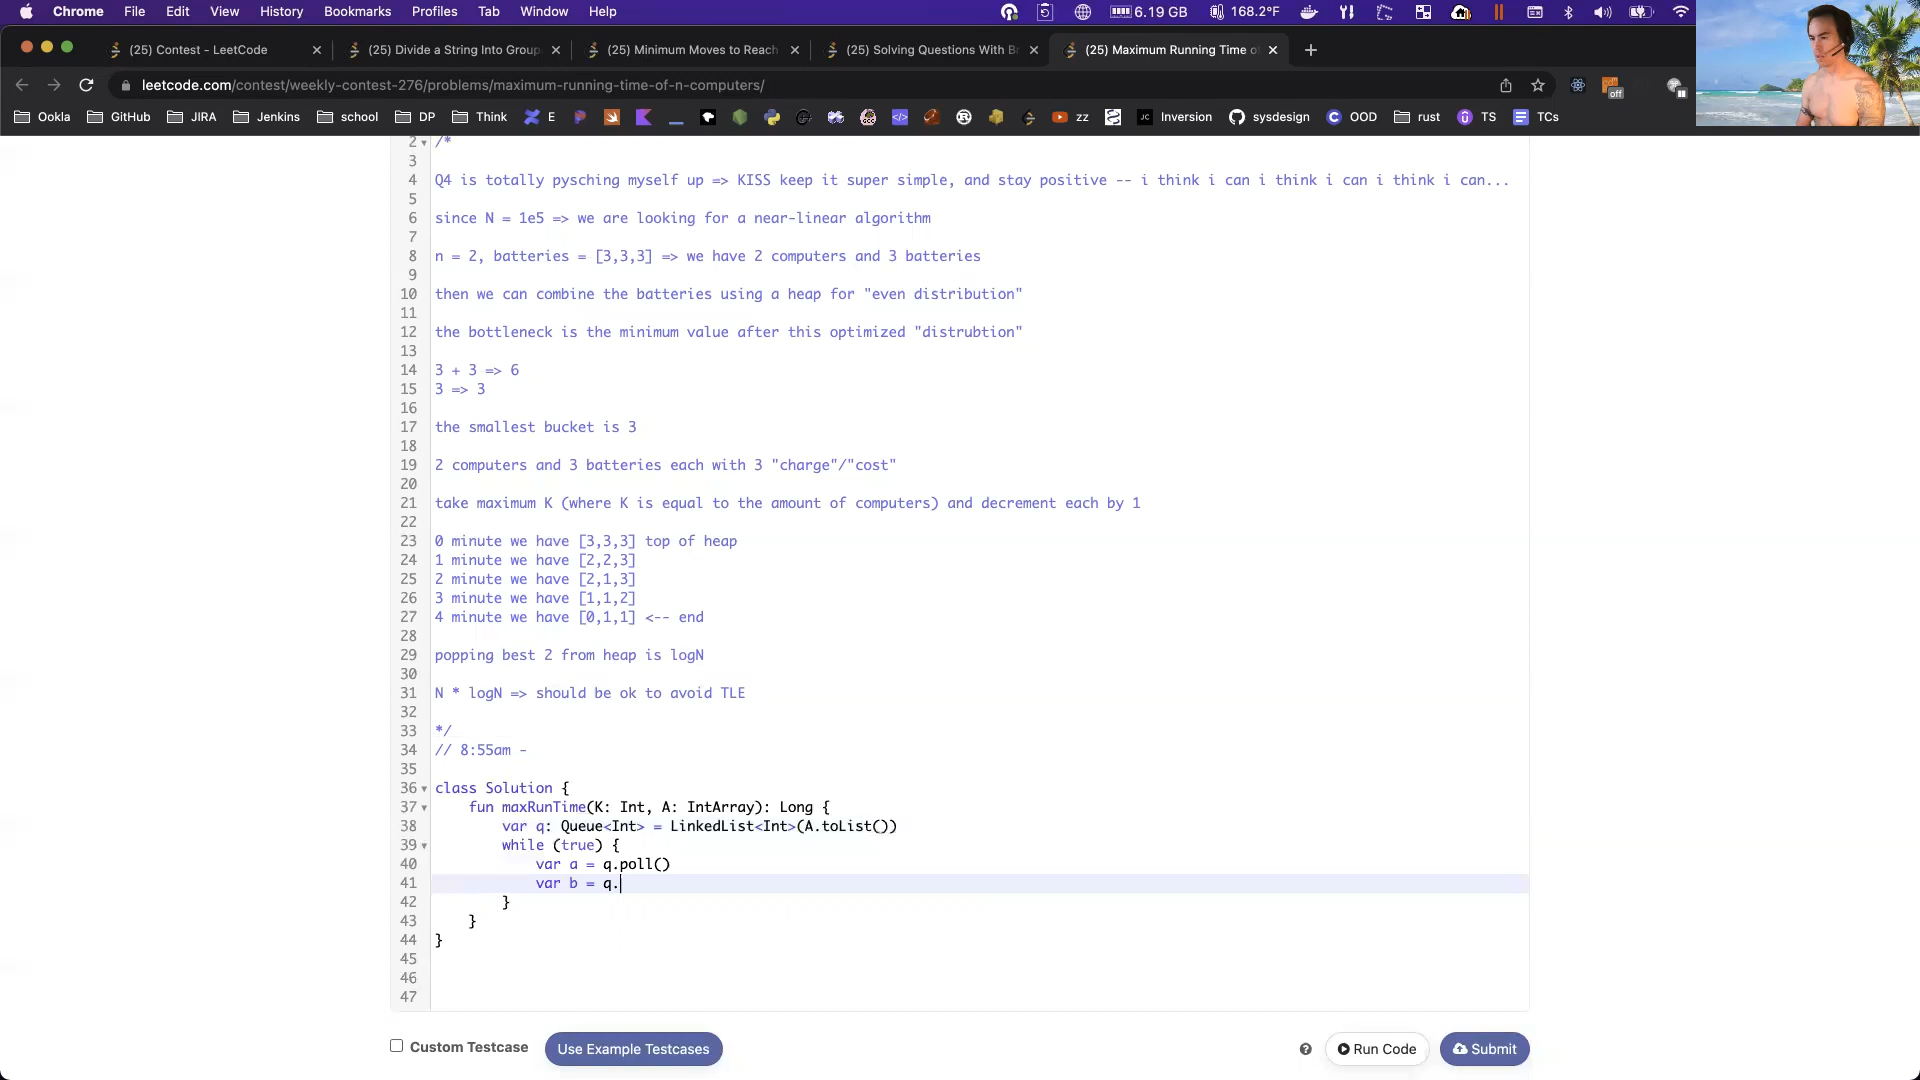 Chrome File Edit View History Bookmarks Profiles Tab Window Help 6.19 GB 168.2°F
(25) Contest - LeetCode (25) Divide a String Into Group (25) Minimum Moves to Reach (25) Solving Questions With Br (25) Maximum Running Time o
leetcode.com/contest/weekly-contest-276/problems/maximum-running-time-of-n-computers/ off
Ookla GitHub JIRA Jenkins school DP Think E zz JC Inversion sysdesign OOD rust TS TCs
2 /*
3
4 Q4 is totally pysching myself up => KISS keep it super simple, and stay positive -- i think i can i think i can i think i can...
5
6 since N = 1e5 => we are looking for a near-linear algorithm
7
8 n = 2, batteries = [3,3,3] => we have 2 computers and 3 batteries
9
10 then we can combine the batteries using a heap for "even distribution"
11
12 the bottleneck is the minimum value after this optimized "distrubtion"
13
14 3 + 3 => 6
15 3 => 3
16
17 the smallest bucket is 3
18
19 2 computers and 3 batteries each with 3 "charge"/"cost"
20
21 take maximum K (where K is equal to the amount of computers) and decrement each by 1
22
23 0 minute we have [3,3,3] top of heap
24 1 minute we have [2,2,3]
25 2 minute we have [2,1,3]
26 3 minute we have [1,1,2]
27 4 minute we have [0,1,1] <-- end
28
29 popping best 2 from heap is logN
30
31 N * logN => should be ok to avoid TLE
32
33 */
34 // 8:55am -
35
36 class Solution {
37 fun maxRunTime(K: Int, A: IntArray): Long {
38 var q: Queue<Int> = LinkedList<Int>(A.toList())
39 while (true) {
40 var a = q.poll()
41 var b = q.
42 }
43 }
44 }
45
46
47
Custom Testcase Use Example Testcases ? Run Code Submit